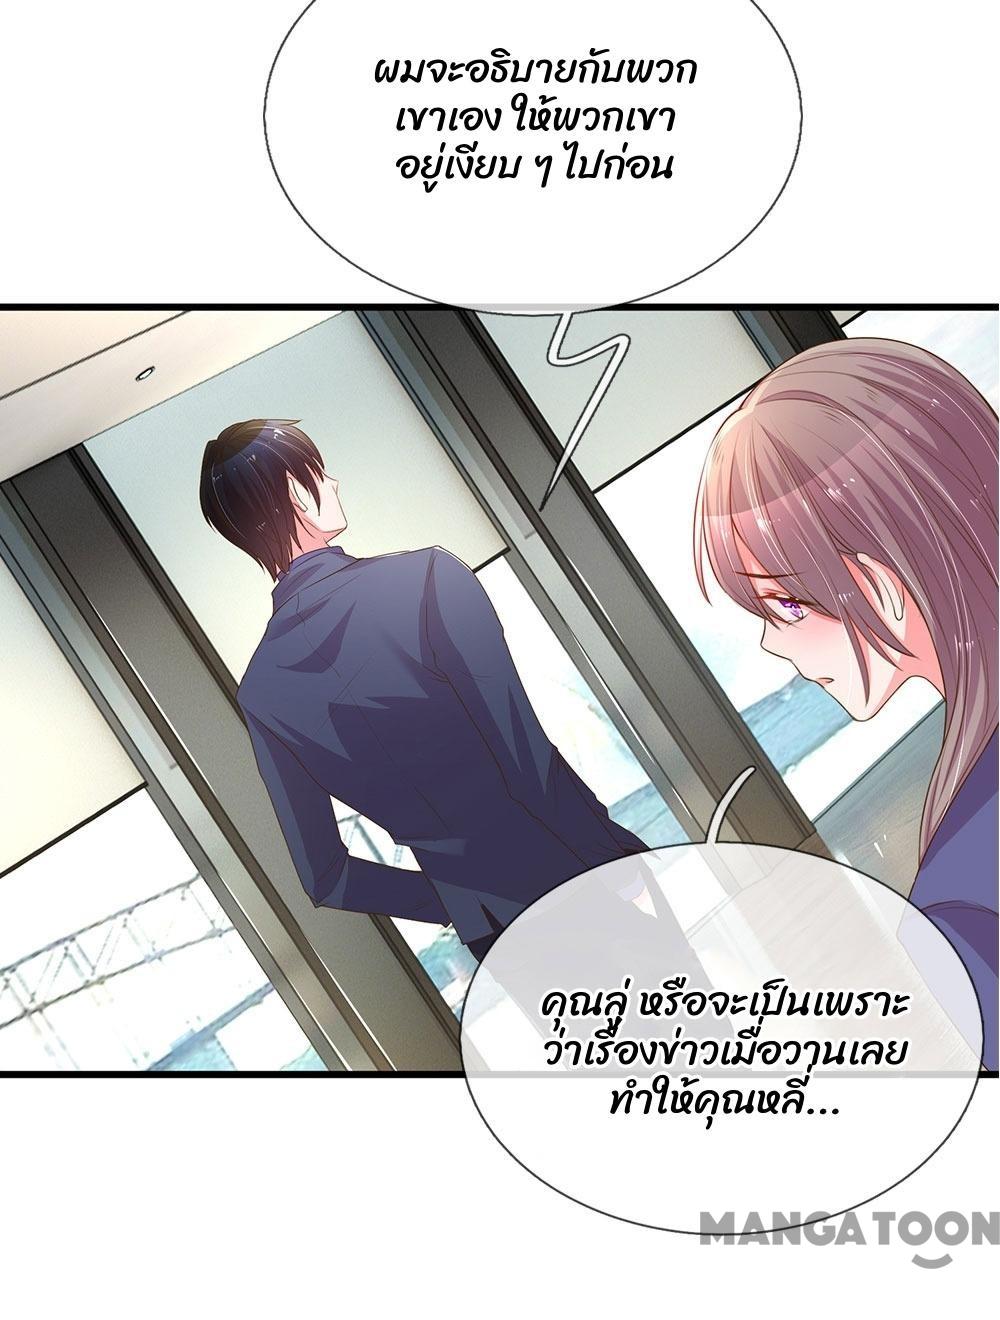 ผมจะอธิบายกับพวก
เขาเอง ให้พวกเขา
อยู่เงียบ ๆ ไปก่อน
คุณลู่ หรือจะเป็นเพราะ
ว่าเรื่องข่าวเมื่อวานเลย
ทำให้คุณหลี่...
MANGATOON